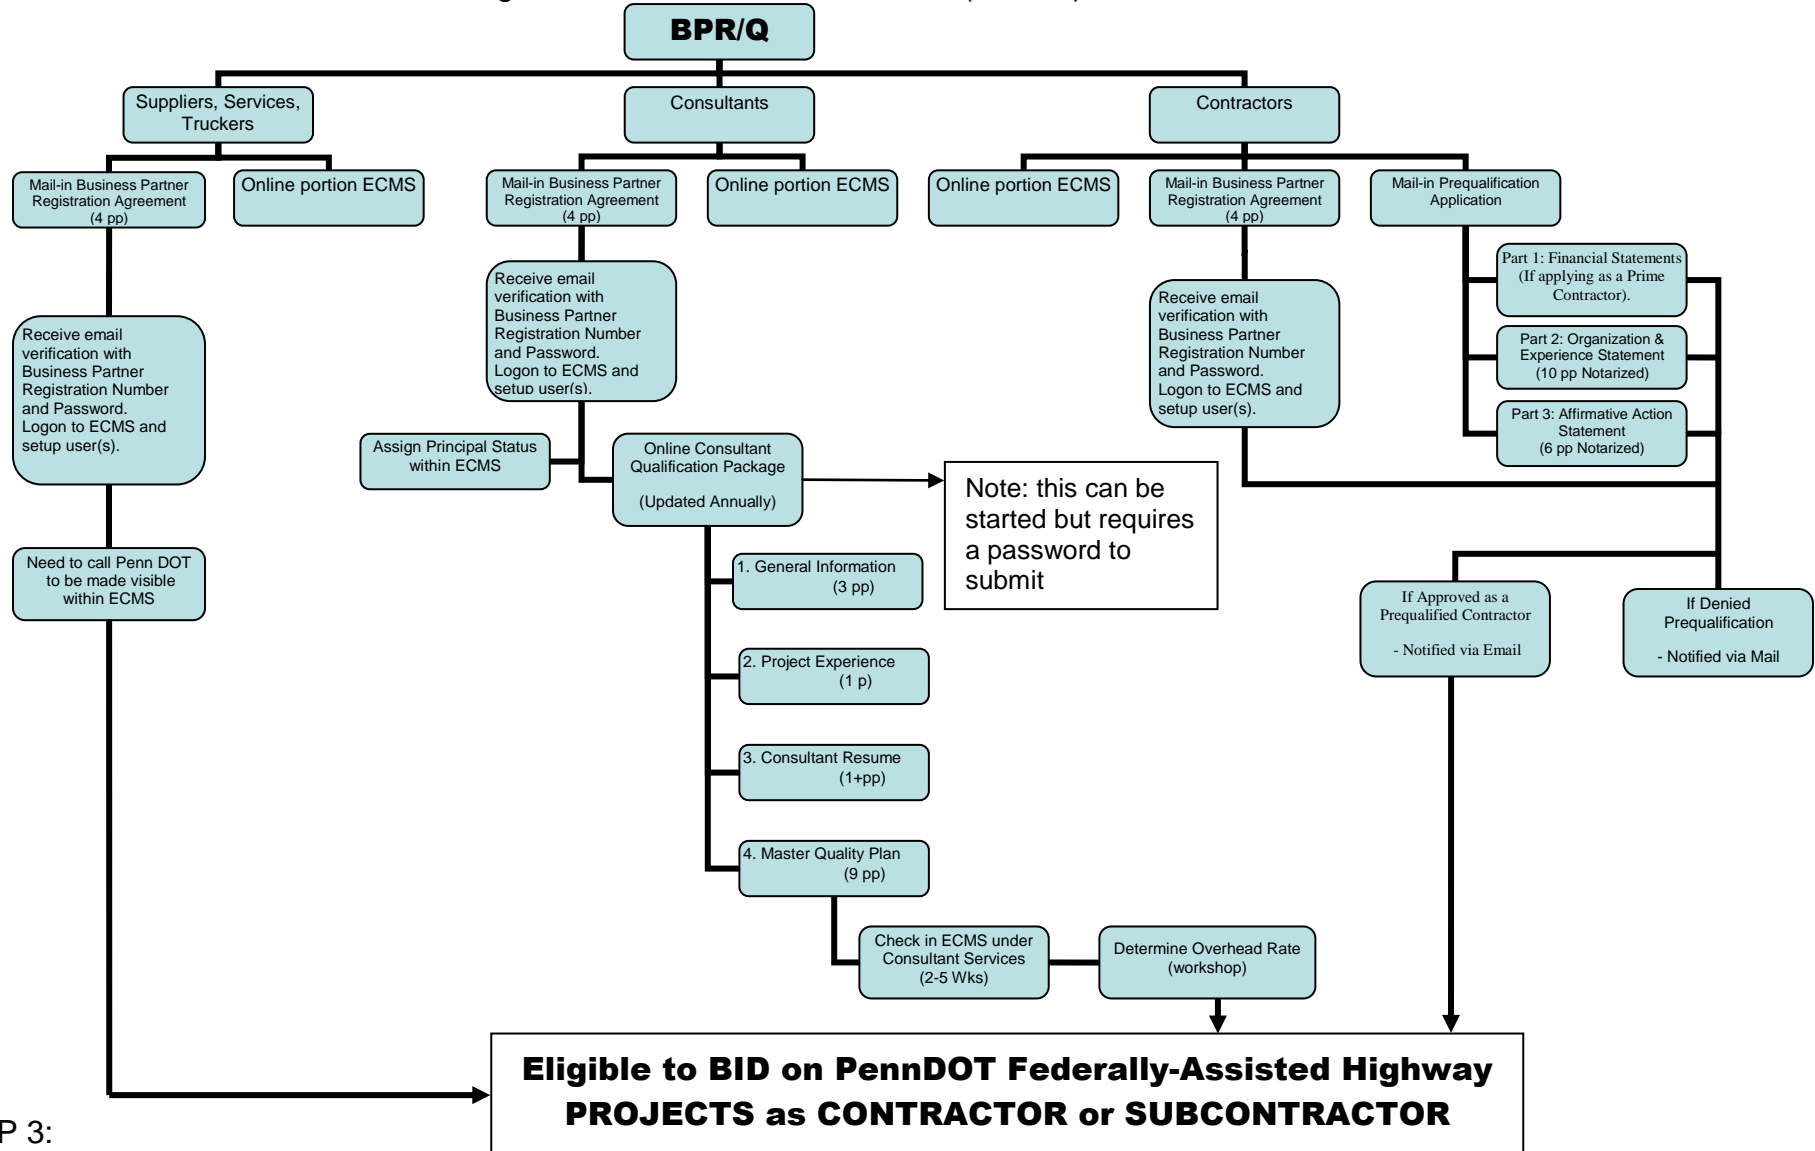 BPR/Q
Suppliers, Services,
Truckers
Consultants
Contractors
Mail-in Business Partner
Registration Agreement
(4 pp)
Online portion ECMS
Mail-in Business Partner
Registration Agreement
(4 pp)
Online portion ECMS
Online portion ECMS
Mail-in Business Partner
Registration Agreement
(4 pp)
Mail-in Prequalification
Application
Receive email
verification with
Business Partner
Registration Number
and Password.
Logon to ECMS and
setup user(s).
Receive email
verification with
Business Partner
Registration Number
and Password.
Logon to ECMS and
setup user(s).
Receive email
verification with
Business Partner
Registration Number
and Password.
Logon to ECMS and
setup user(s).
Part 1: Financial Statements
(If applying as a Prime
Contractor).
Part 2: Organization &
Experience Statement
(10 pp Notarized)
Part 3: Affirmative Action
Statement
(6 pp Notarized)
Assign Principal Status
within ECMS
Online Consultant
Qualification Package
(Updated Annually)
Note: this can be
started but requires
a password to
submit
Need to call Penn DOT
to be made visible
within ECMS
1. General Information
(3 pp)
2. Project Experience
(1 p)
3. Consultant Resume
(1+pp)
4. Master Quality Plan
(9 pp)
If Approved as a
Prequalified Contractor
- Notified via Email
If Denied
Prequalification
- Notified via Mail
Check in ECMS under
Consultant Services
(2-5 Wks)
Determine Overhead Rate
(workshop)
Eligible to BID on PennDOT Federally-Assisted Highway
PROJECTS as CONTRACTOR or SUBCONTRACTOR
P 3: